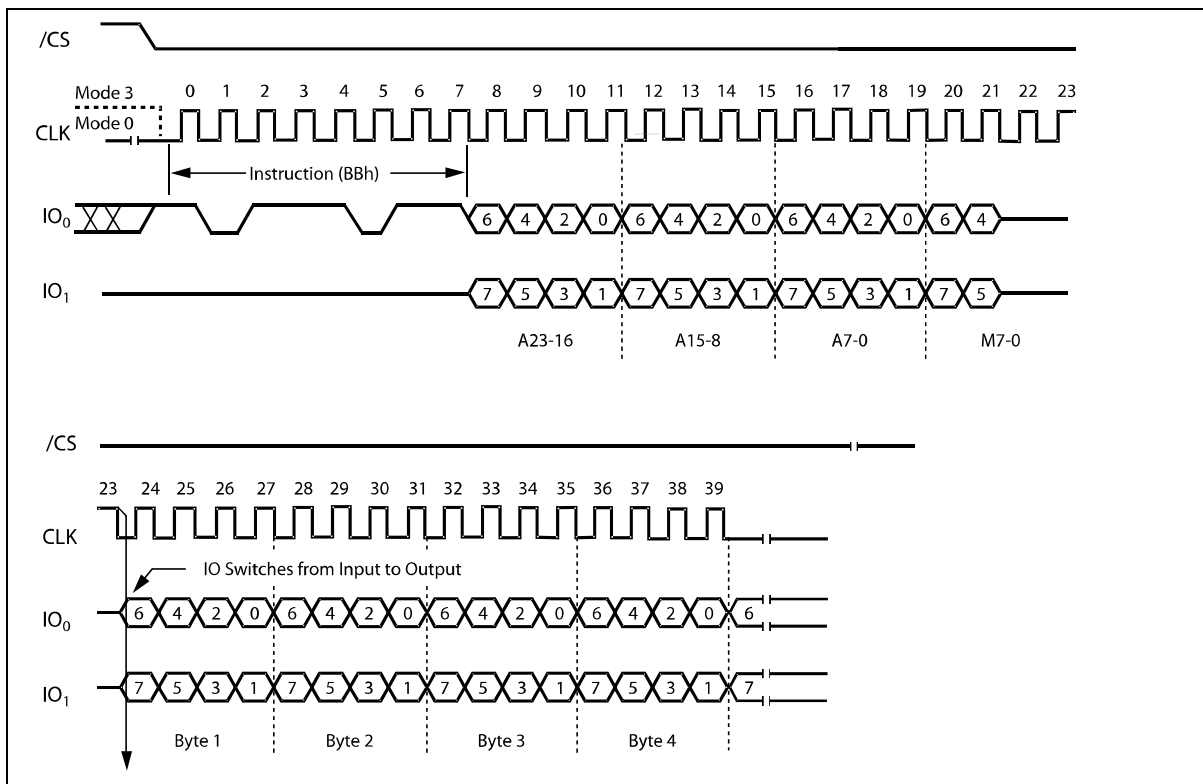 /CS
Mode 3
0 1 2 3 4 5 6 7 8 9 10 11 12 13 14 15 16 17 18 19 20 21 22 23
Mode 0
CLK
Instruction (BBh)
IO0 6 4 2 0 6 4 2 0 6 4 2 0 6 4
IO1 7 5 3 1 7 5 3 1 7 5 3 1 7 5
A23-16 A15-8 A7-0 M7-0
/CS
23 24 25 26 27 28 29 30 31 32 33 34 35 36 37 38 39
CLK
IO Switches from Input to Output
IO0 6 4 2 0 6 4 2 0 6 4 2 0 6 4 2 0 6
IO1 7 5 3 1 7 5 3 1 7 5 3 1 7 5 3 1 7
Byte 1 Byte 2 Byte 3 Byte 4